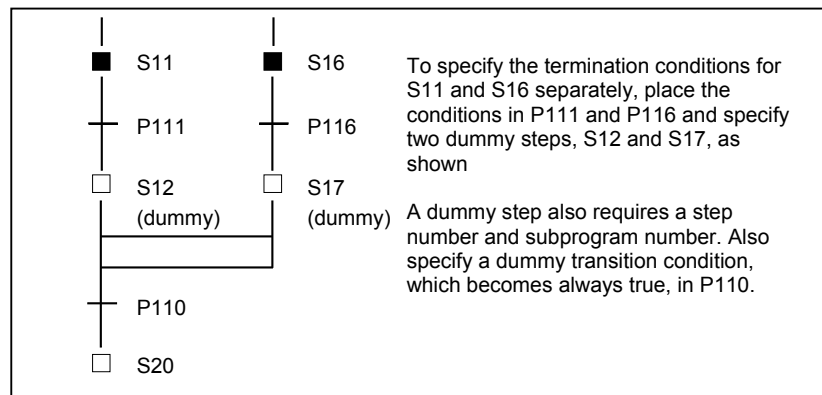 S11 S16
P111 P116
S12 S17
(dummy) (dummy)
P110
S20
To specify the termination conditions for
S11 and S16 separately, place the
conditions in P111 and P116 and specify
two dummy steps, S12 and S17, as
shown
A dummy step also requires a step
number and subprogram number. Also
specify a dummy transition condition,
which becomes always true, in P110.